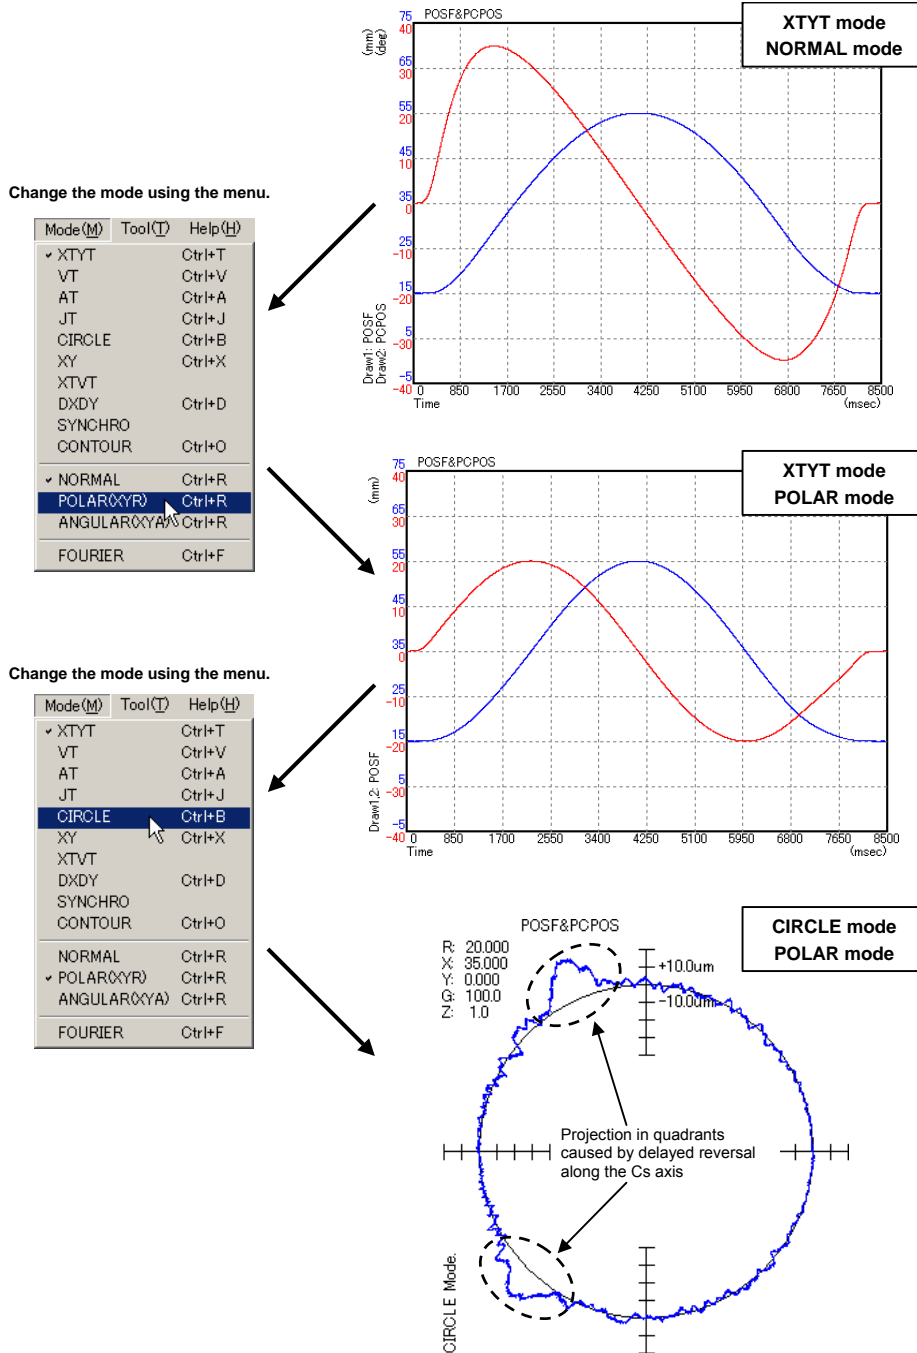 POSF&PCPOS
XTYT mode
NORMAL mode
(mm)
(deg)
75
40
65
30
55
20
45
10
35
0
25
-10
15
-20
5
-30
-5
-40
Draw1: POSF
Draw2: PCPOS
0 850 1700 2550 3400 4250 5100 5950 6800 7650 8500
Time (msec)
Change the mode using the menu.
Mode(M) Tool(T) Help(H)
XTYT Ctrl+T
VT Ctrl+V
AT Ctrl+A
JT Ctrl+J
CIRCLE Ctrl+B
XY Ctrl+X
XTVT
DXDY Ctrl+D
SYNCHRO
CONTOUR Ctrl+O
NORMAL Ctrl+R
POLAR(XYR) Ctrl+R
ANGULAR(XYA) Ctrl+R
FOURIER Ctrl+F
POSF&PCPOS
XTYT mode
POLAR mode
(mm)
75
40
65
30
55
20
45
10
35
0
25
-10
15
-20
5
-30
-5
-40
Draw1,2: POSF
0 850 1700 2550 3400 4250 5100 5950 6800 7650 8500
Time (msec)
Change the mode using the menu.
Mode(M) Tool(T) Help(H)
XTYT Ctrl+T
VT Ctrl+V
AT Ctrl+A
JT Ctrl+J
CIRCLE Ctrl+B
XY Ctrl+X
XTVT
DXDY Ctrl+D
SYNCHRO
CONTOUR Ctrl+O
NORMAL Ctrl+R
POLAR(XYR) Ctrl+R
ANGULAR(XYA) Ctrl+R
FOURIER Ctrl+F
POSF&PCPOS
CIRCLE mode
POLAR mode
R: 20.000
X: 35.000
Y: 0.000
G: 100.0
Z: 1.0
+10.0um
-10.0um
Projection in quadrants
caused by delayed reversal
along the Cs axis
CIRCLE Mode.